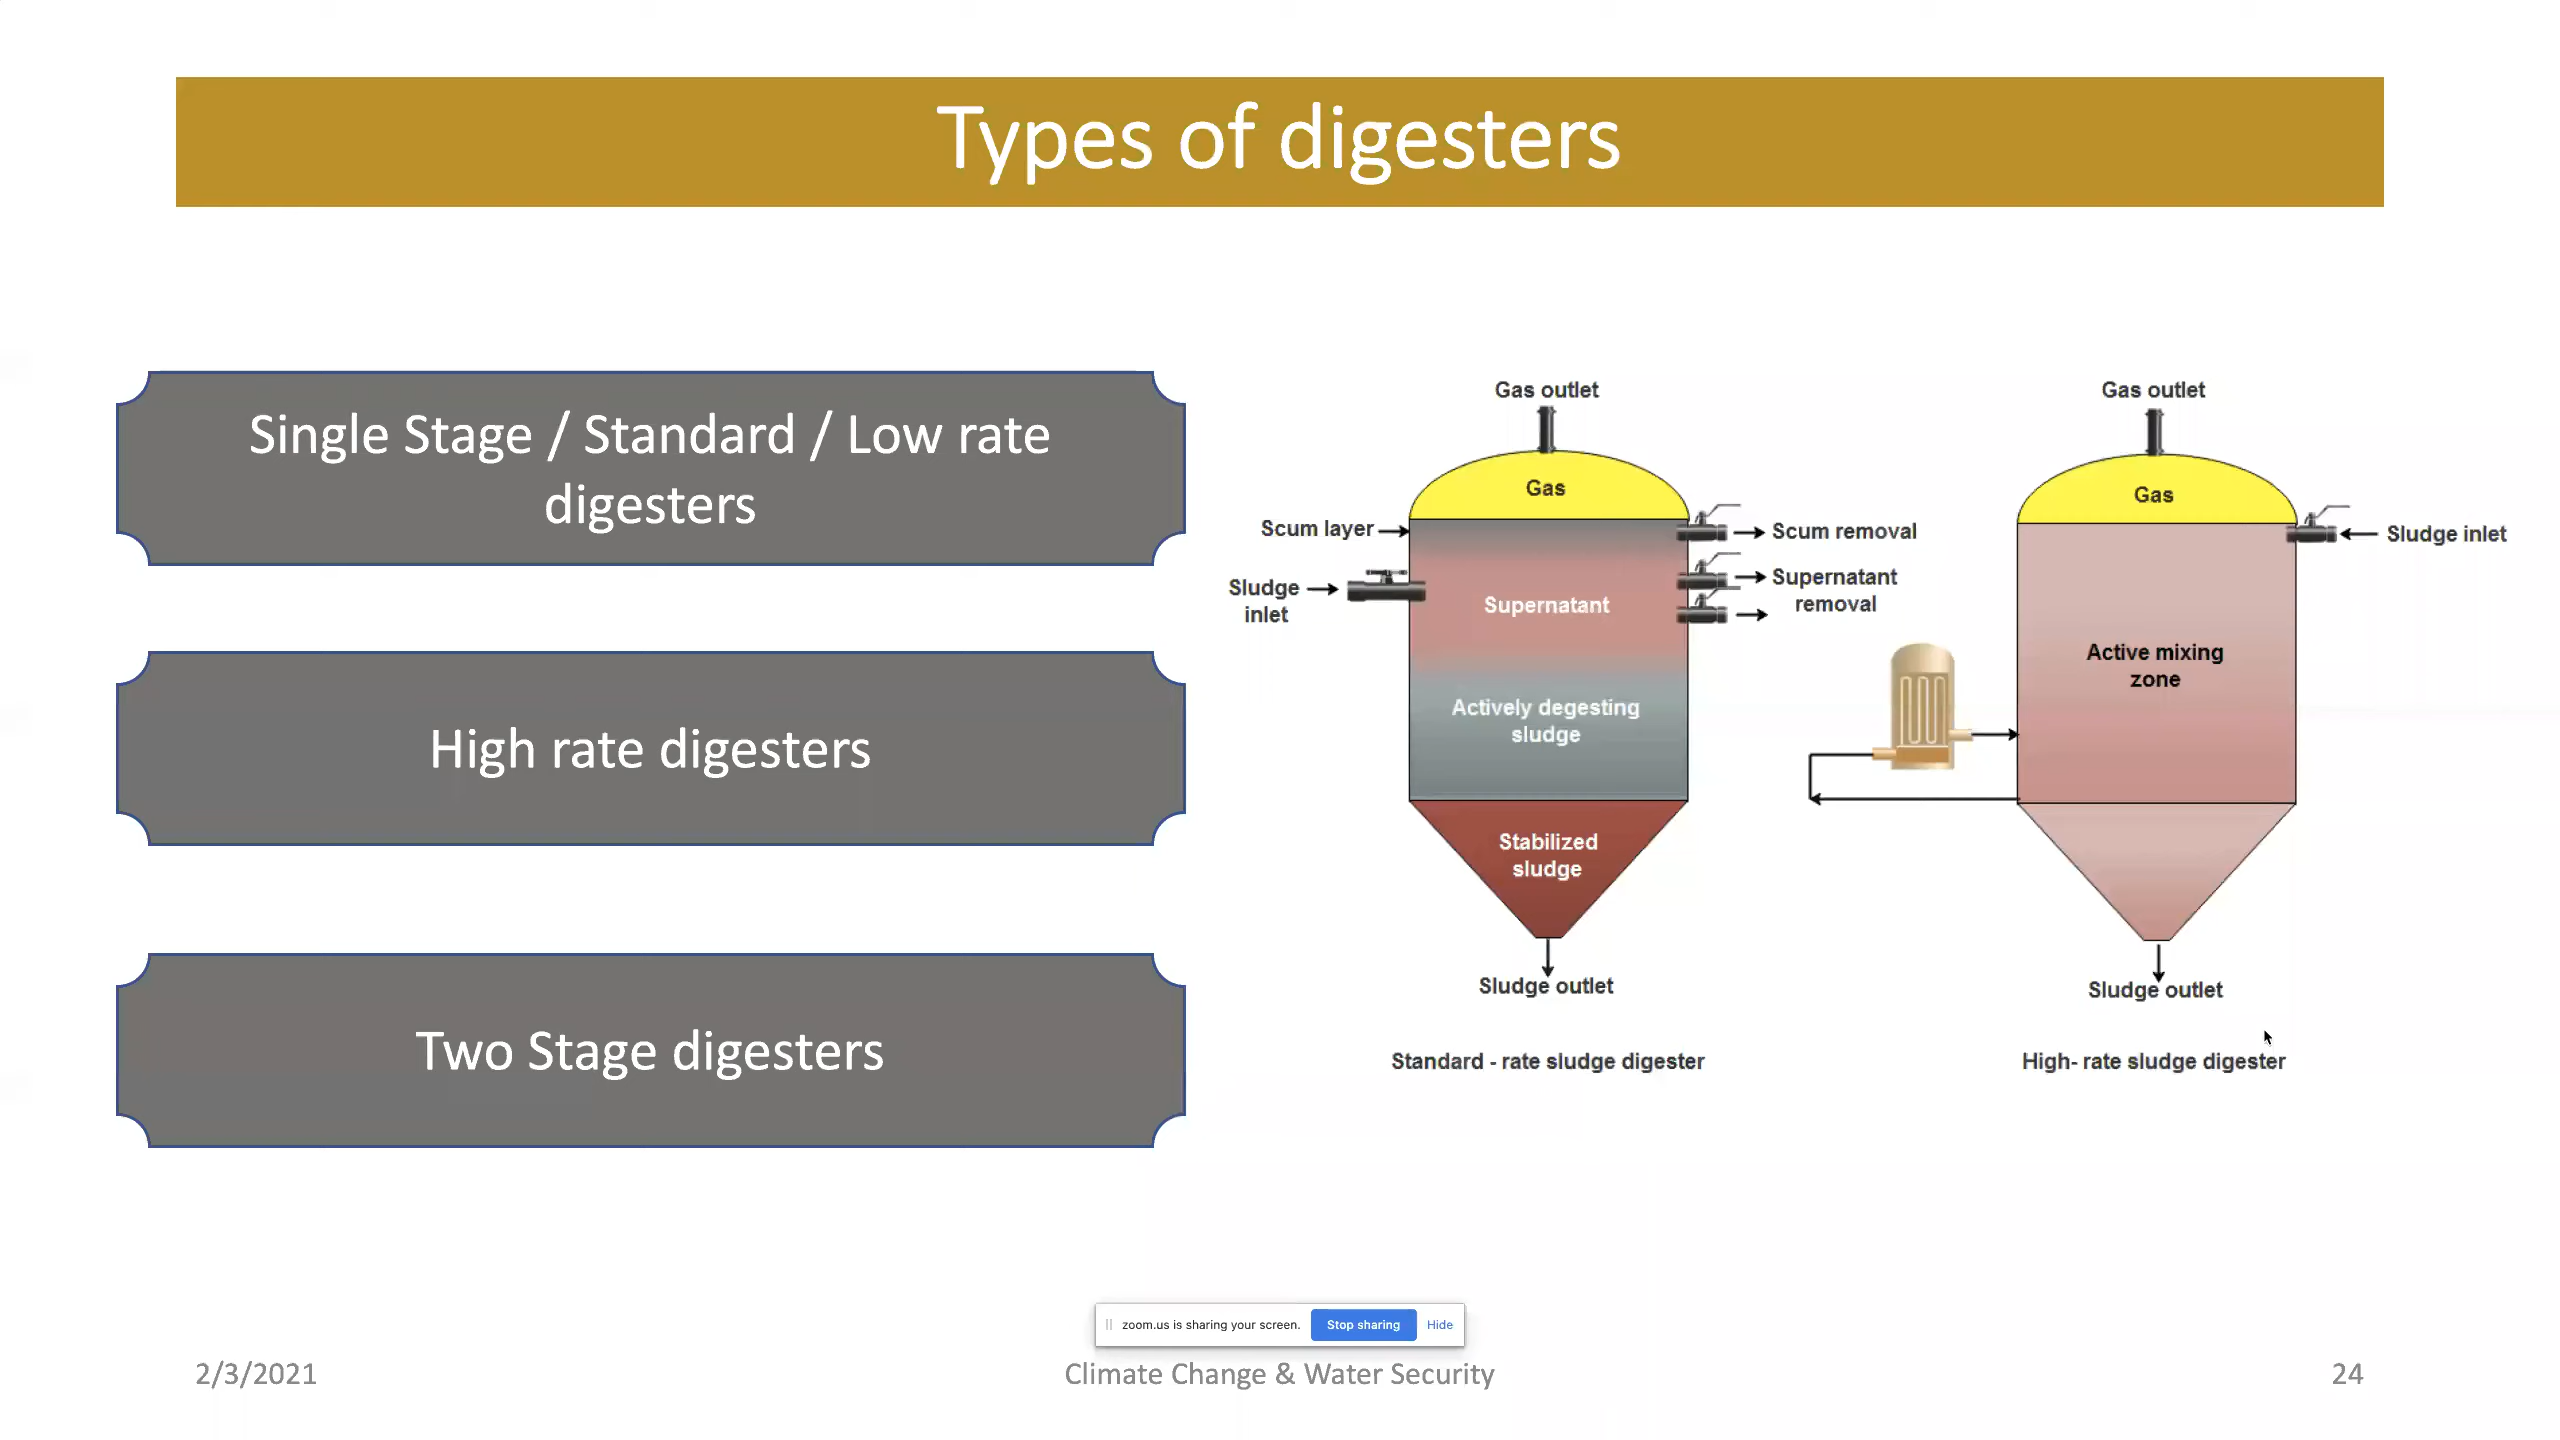 Types of digesters
Single Stage / Standard / Low rate
digesters
High rate digesters
Two Stage digesters
Gas outlet
Gas
Scum layer
Scum removal
Sludge
inlet
Supernatant
Supernatant
removal
Actively degesting
sludge
Stabilized
sludge
Sludge outlet
Standard - rate sludge digester
Gas outlet
Gas
Sludge inlet
Active mixing
zone
Sludge outlet
High- rate sludge digester
zoom.us is sharing your screen.
Stop sharing
Hide
2/3/2021
Climate Change & Water Security
24